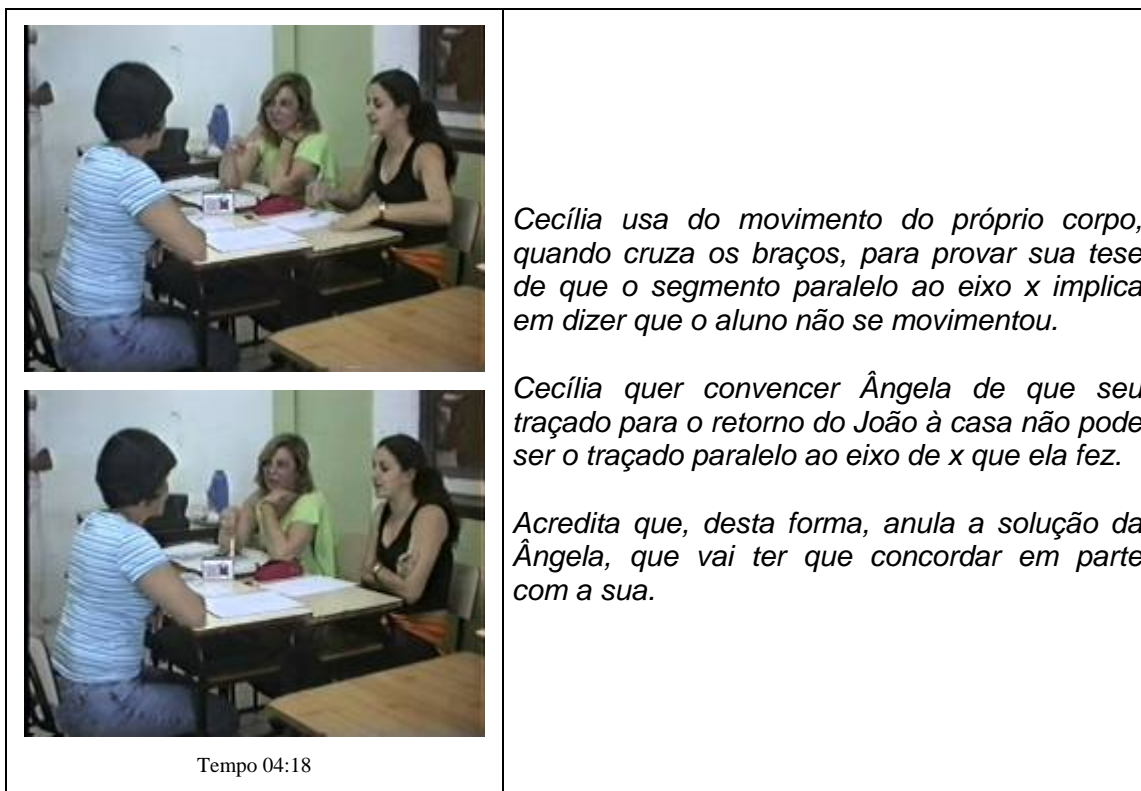 Cecília usa do movimento do próprio corpo,
quando cruza os braços, para provar sua tese
de que o segmento paralelo ao eixo x implica
em dizer que o aluno não se movimentou.
Cecília quer convencer Ângela de que seu
traçado para o retorno do João à casa não pode
ser o traçado paralelo ao eixo de x que ela fez.
Acredita que, desta forma, anula a solução da
Ângela, que vai ter que concordar em parte
com a sua.
Tempo 04:18